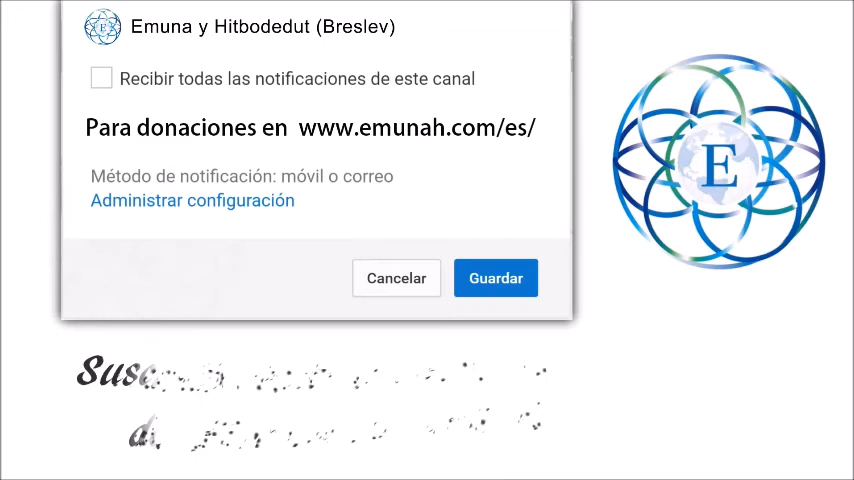 Emuna y Hitbodedut (Breslev)
Recibir todas las notificaciones de este canal
Para donaciones en www.emunah.com/es/
Método de notificación: móvil o correo
Administrar configuración
Cancelar
Guardar
E